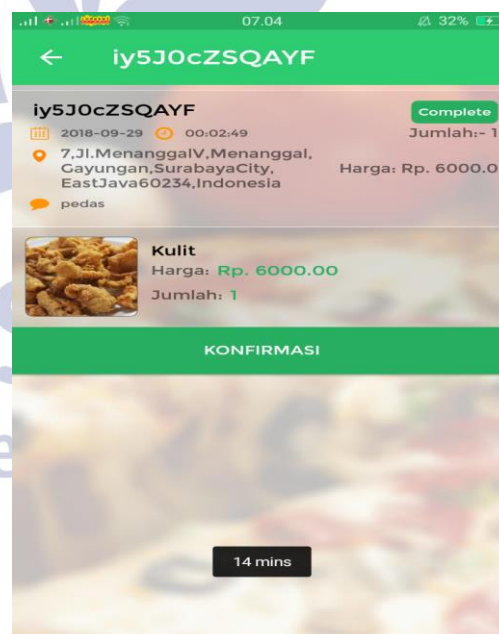 07.04
32%
iy5J0cZSQAYF
iy5J0cZSQAYF
Complete
2018-09-29 00:02:49
Jumlah:- 1
7,Jl.MenanggalV,Menanggal,
Gayungan,SurabayaCity,
EastJava60234,Indonesia
Harga: Rp. 6000.0
pedas
Kulit
Harga: Rp. 6000.00
Jumlah: 1
KONFIRMASI
14 mins